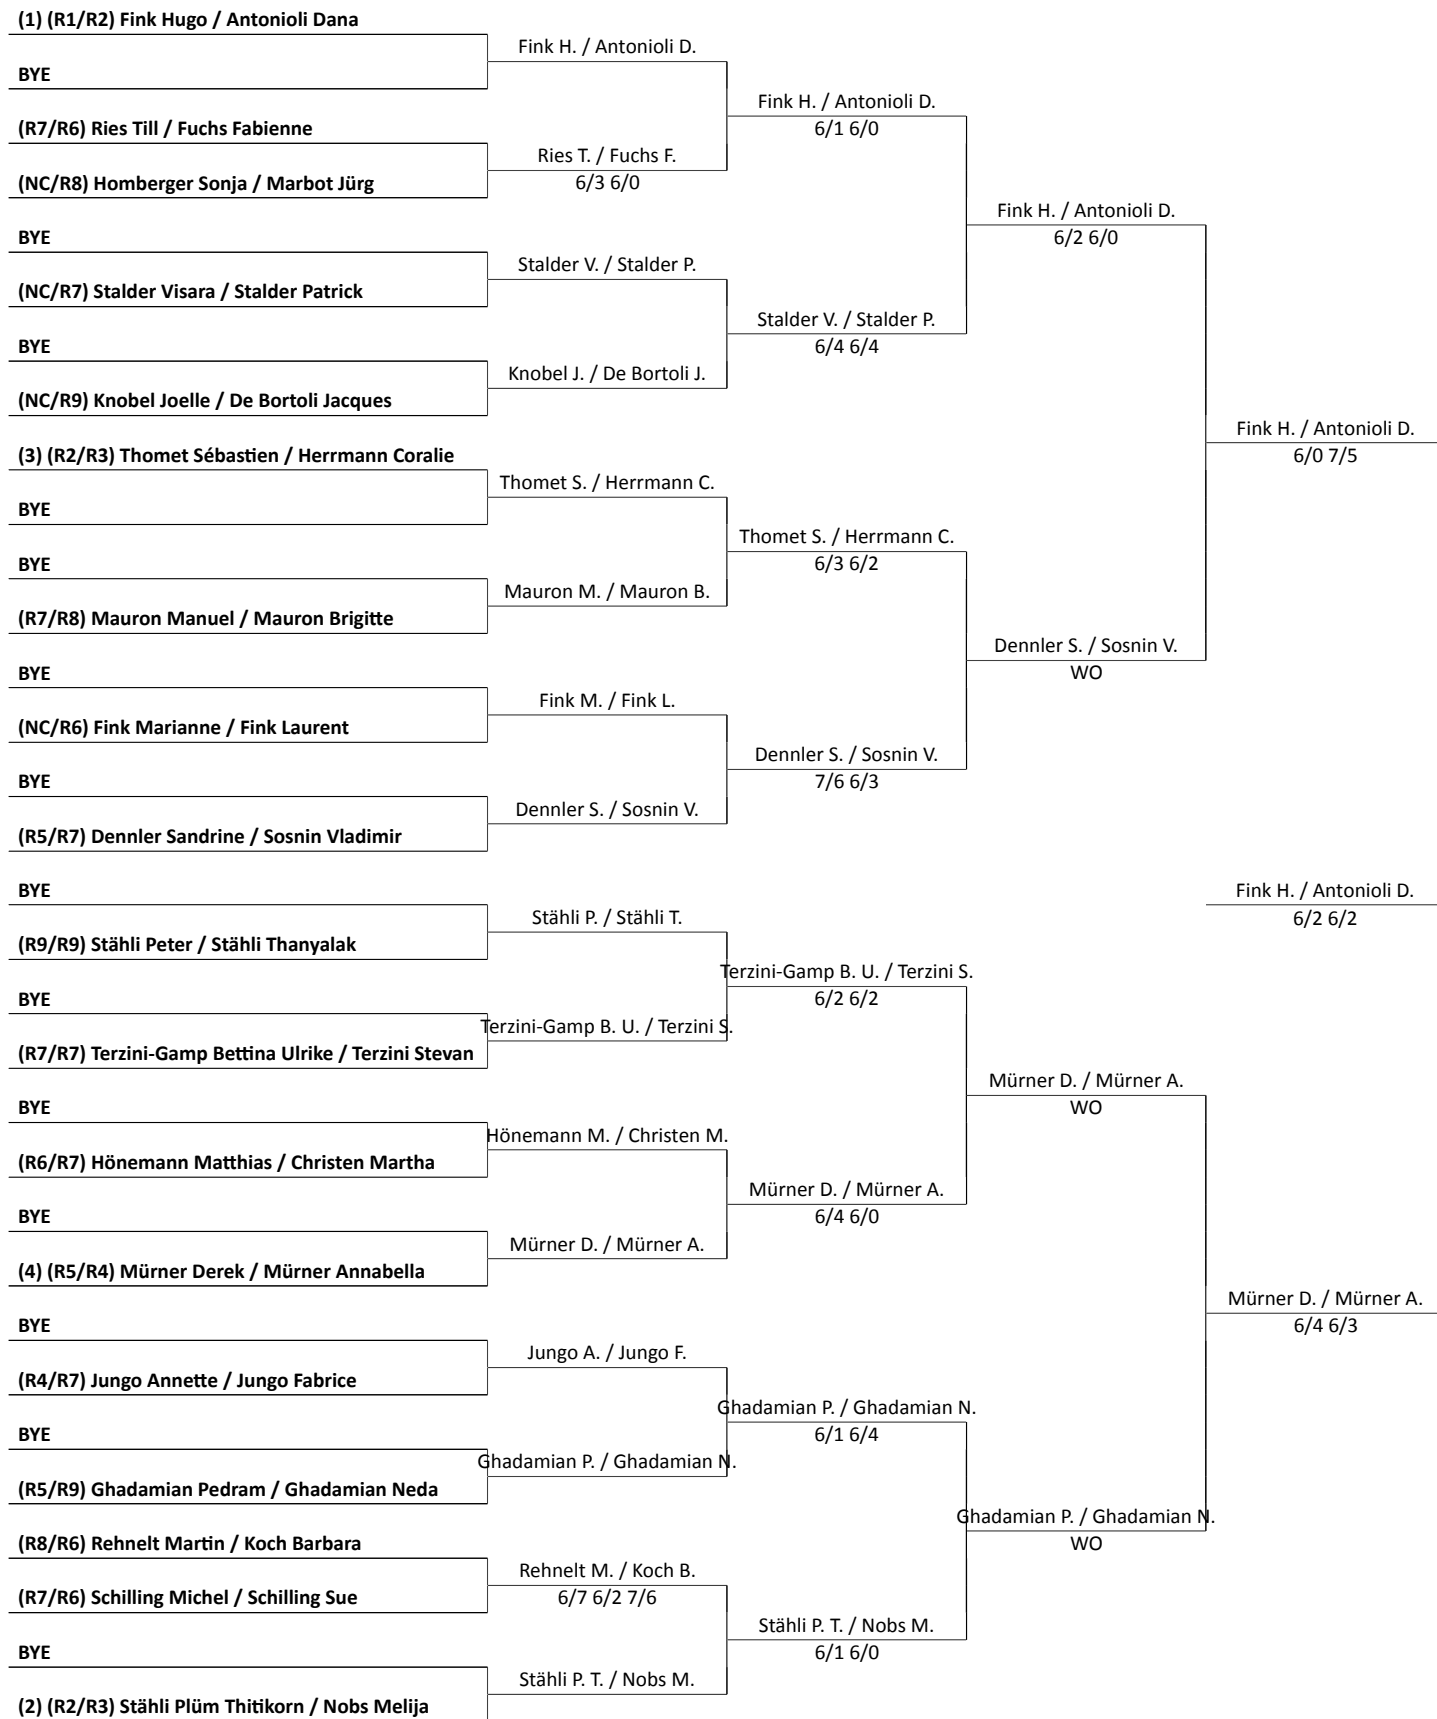 (1) (R1/R2) Fink Hugo / Antonioli Dana
Fink H. / Antonioli D.
BYE
Fink H. / Antonioli D.
6/1 6/0
(R7/R6) Ries Till / Fuchs Fabienne
Ries T. / Fuchs F.
6/3 6/0
(NC/R8) Homberger Sonja / Marbot Jürg
Fink H. / Antonioli D.
6/2 6/0
BYE
Stalder V. / Stalder P.
(NC/R7) Stalder Visara / Stalder Patrick
Stalder V. / Stalder P.
6/4 6/4
BYE
Knobel J. / De Bortoli J.
(NC/R9) Knobel Joelle / De Bortoli Jacques
Fink H. / Antonioli D.
6/0 7/5
(3) (R2/R3) Thomet Sébastien / Herrmann Coralie
Thomet S. / Herrmann C.
BYE
Thomet S. / Herrmann C.
6/3 6/2
BYE
Mauron M. / Mauron B.
(R7/R8) Mauron Manuel / Mauron Brigitte
Dennler S. / Sosnin V.
WO
BYE
Fink M. / Fink L.
(NC/R6) Fink Marianne / Fink Laurent
Dennler S. / Sosnin V.
7/6 6/3
BYE
Dennler S. / Sosnin V.
(R5/R7) Dennler Sandrine / Sosnin Vladimir
BYE
Fink H. / Antonioli D.
6/2 6/2
Stähli P. / Stähli T.
(R9/R9) Stähli Peter / Stähli Thanyalak
Terzini-Gamp B. U. / Terzini S.
6/2 6/2
BYE
Terzini-Gamp B. U. / Terzini S.
(R7/R7) Terzini-Gamp Bettina Ulrike / Terzini Stevan
Mürner D. / Mürner A.
WO
BYE
Hönemann M. / Christen M.
(R6/R7) Hönemann Matthias / Christen Martha
Mürner D. / Mürner A.
6/4 6/0
BYE
Mürner D. / Mürner A.
(4) (R5/R4) Mürner Derek / Mürner Annabella
Mürner D. / Mürner A.
6/4 6/3
BYE
Jungo A. / Jungo F.
(R4/R7) Jungo Annette / Jungo Fabrice
Ghadamian P. / Ghadamian N.
6/1 6/4
BYE
Ghadamian P. / Ghadamian N.
(R5/R9) Ghadamian Pedram / Ghadamian Neda
Ghadamian P. / Ghadamian N.
WO
(R8/R6) Rehnelt Martin / Koch Barbara
Rehnelt M. / Koch B.
6/7 6/2 7/6
(R7/R6) Schilling Michel / Schilling Sue
Stähli P. T. / Nobs M.
6/1 6/0
BYE
Stähli P. T. / Nobs M.
(2) (R2/R3) Stähli Plüm Thitikorn / Nobs Melija